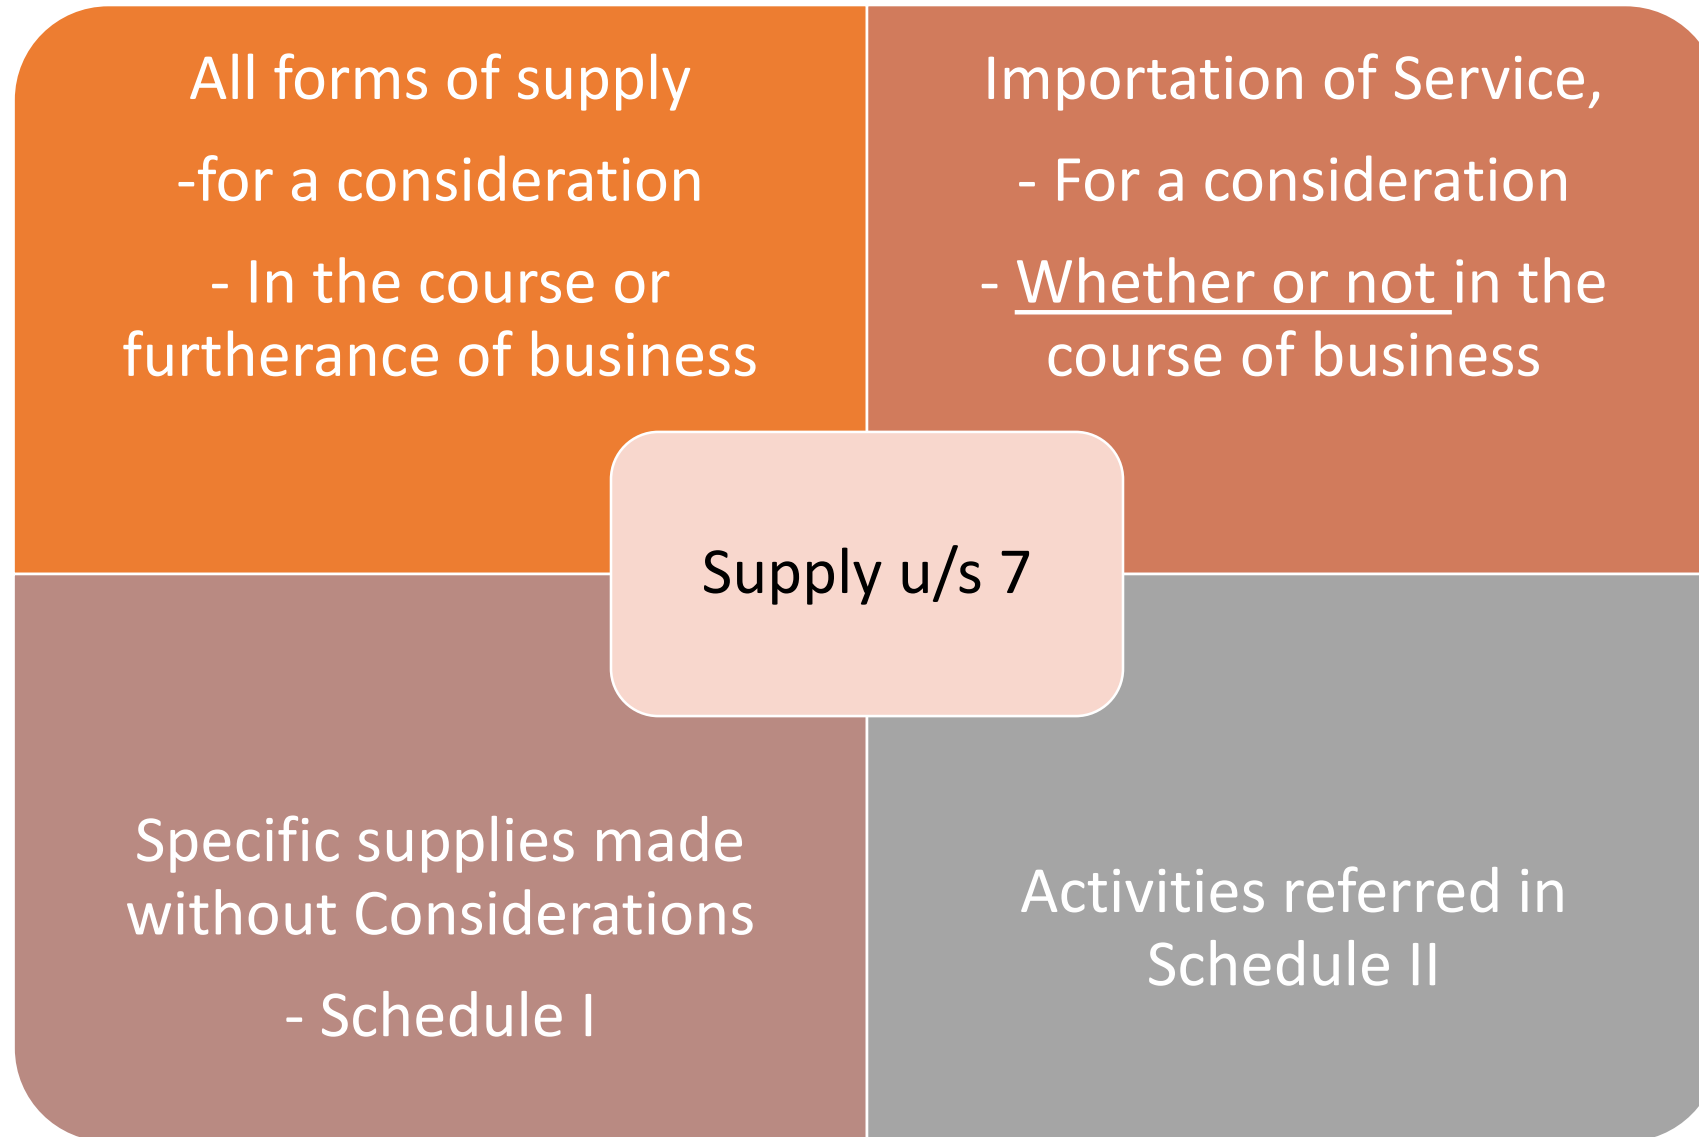 All forms of supply
-for a consideration
- In the course or
furtherance of business
Importation of Service,
- For a consideration
- Whether or not in the
course of business
Supply u/s 7
Specific supplies made
without Considerations
- Schedule I
Activities referred in
Schedule II